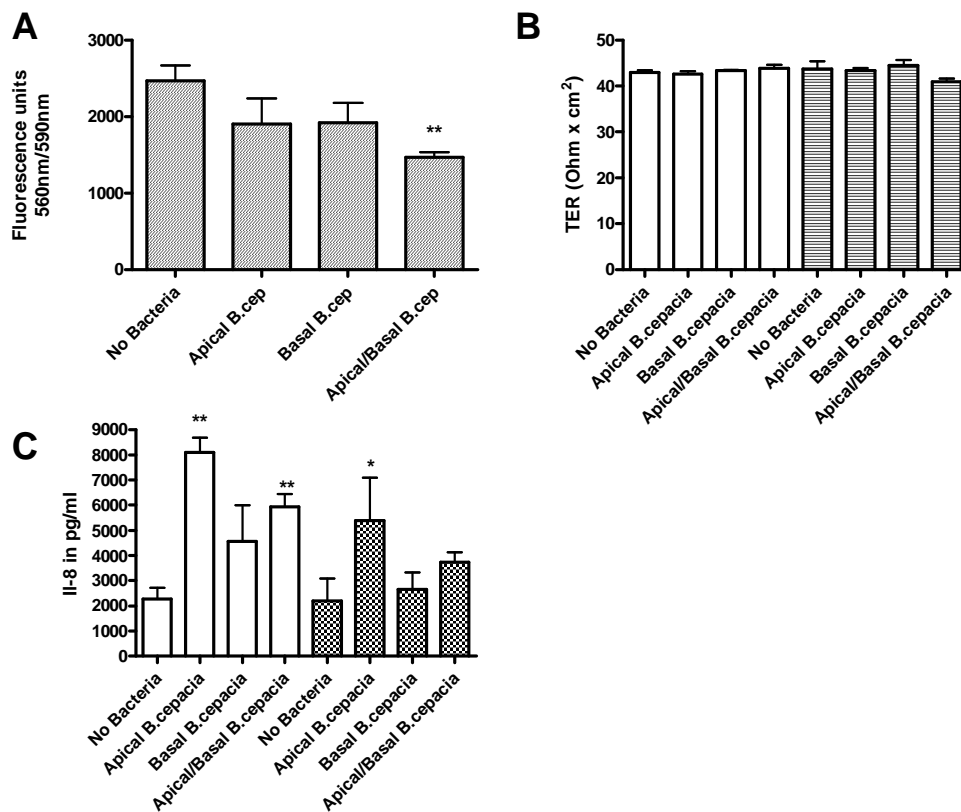 A
Fluorescence units
560nm/590nm
3000
2000
1000
0
**
No Bacteria
Apical B.cep
Basal B.cep
Apical/Basal B.cep
B
TER (Ohm x cm2)
50
40
30
20
10
0
No Bacteria
Apical B.cepacia
Basal B.cepacia
Apical/Basal B.cepacia
No Bacteria
Apical B.cepacia
Basal B.cepacia
Apical/Basal B.cepacia
C
Il-8 in pg/ml
9000
8000
7000
6000
5000
4000
3000
2000
1000
0
**
**
*
No Bacteria
Apical B.cepacia
Basal B.cepacia
Apical/Basal B.cepacia
No Bacteria
Apical B.cepacia
Basal B.cepacia
Apical/Basal B.cepacia